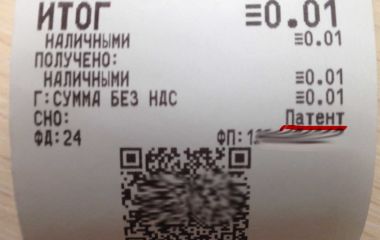 ИТОГ ≡0.01
НАЛИЧНЫМИ ≡0.01
ПОЛУЧЕНО:
НАЛИЧНЫМИ ≡0.01
Г:СУММА БЕЗ НДС ≡0.01
СНО: Патент
ФД:24 ФП:1